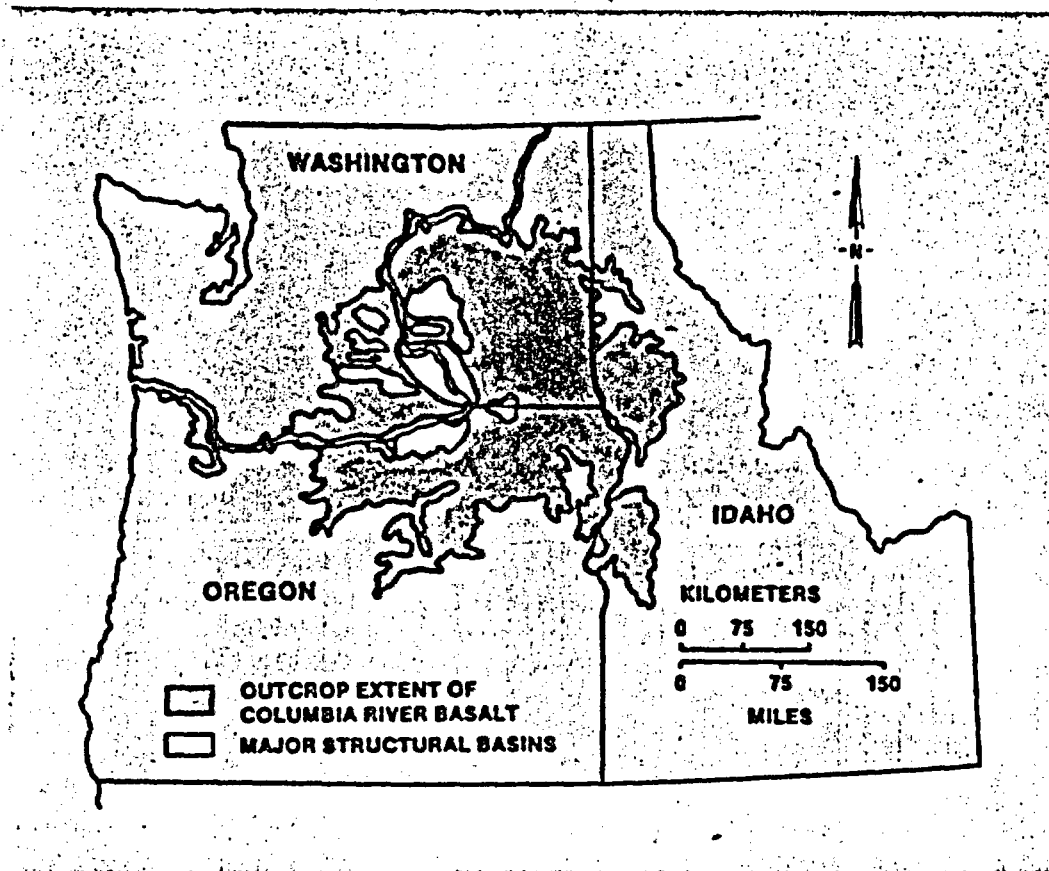 WASHINGTON
-N-
IDAHO
OREGON
KILOMETERS
0 75 150
0 75 150
MILES
OUTCROP EXTENT OF
COLUMBIA RIVER BASALT
MAJOR STRUCTURAL BASINS